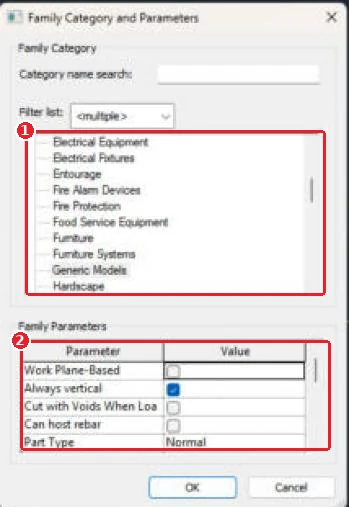 Family Category and Parameters
Family Category
Category name search:
Filter list: <multiple>
1
Electrical Equipment
Electrical Fixtures
Entourage
Fire Alarm Devices
Fire Protection
Food Service Equipment
Furniture
Furniture Systems
Generic Models
Hardscape
Family Parameters
2
Parameter Value
Work Plane-Based
Always vertical
Cut with Voids When Loa
Can host rebar
Part Type Normal
OK Cancel